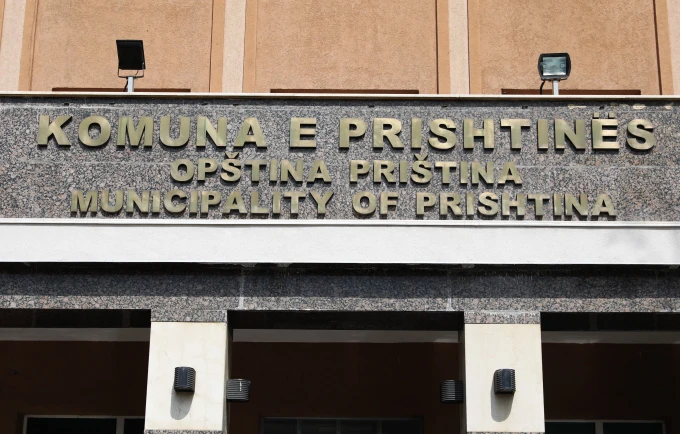 KOMUNA E PRISHTINËS
OPŠTINA PRIŠTINA
MUNICIPALITY OF PRISHTINA